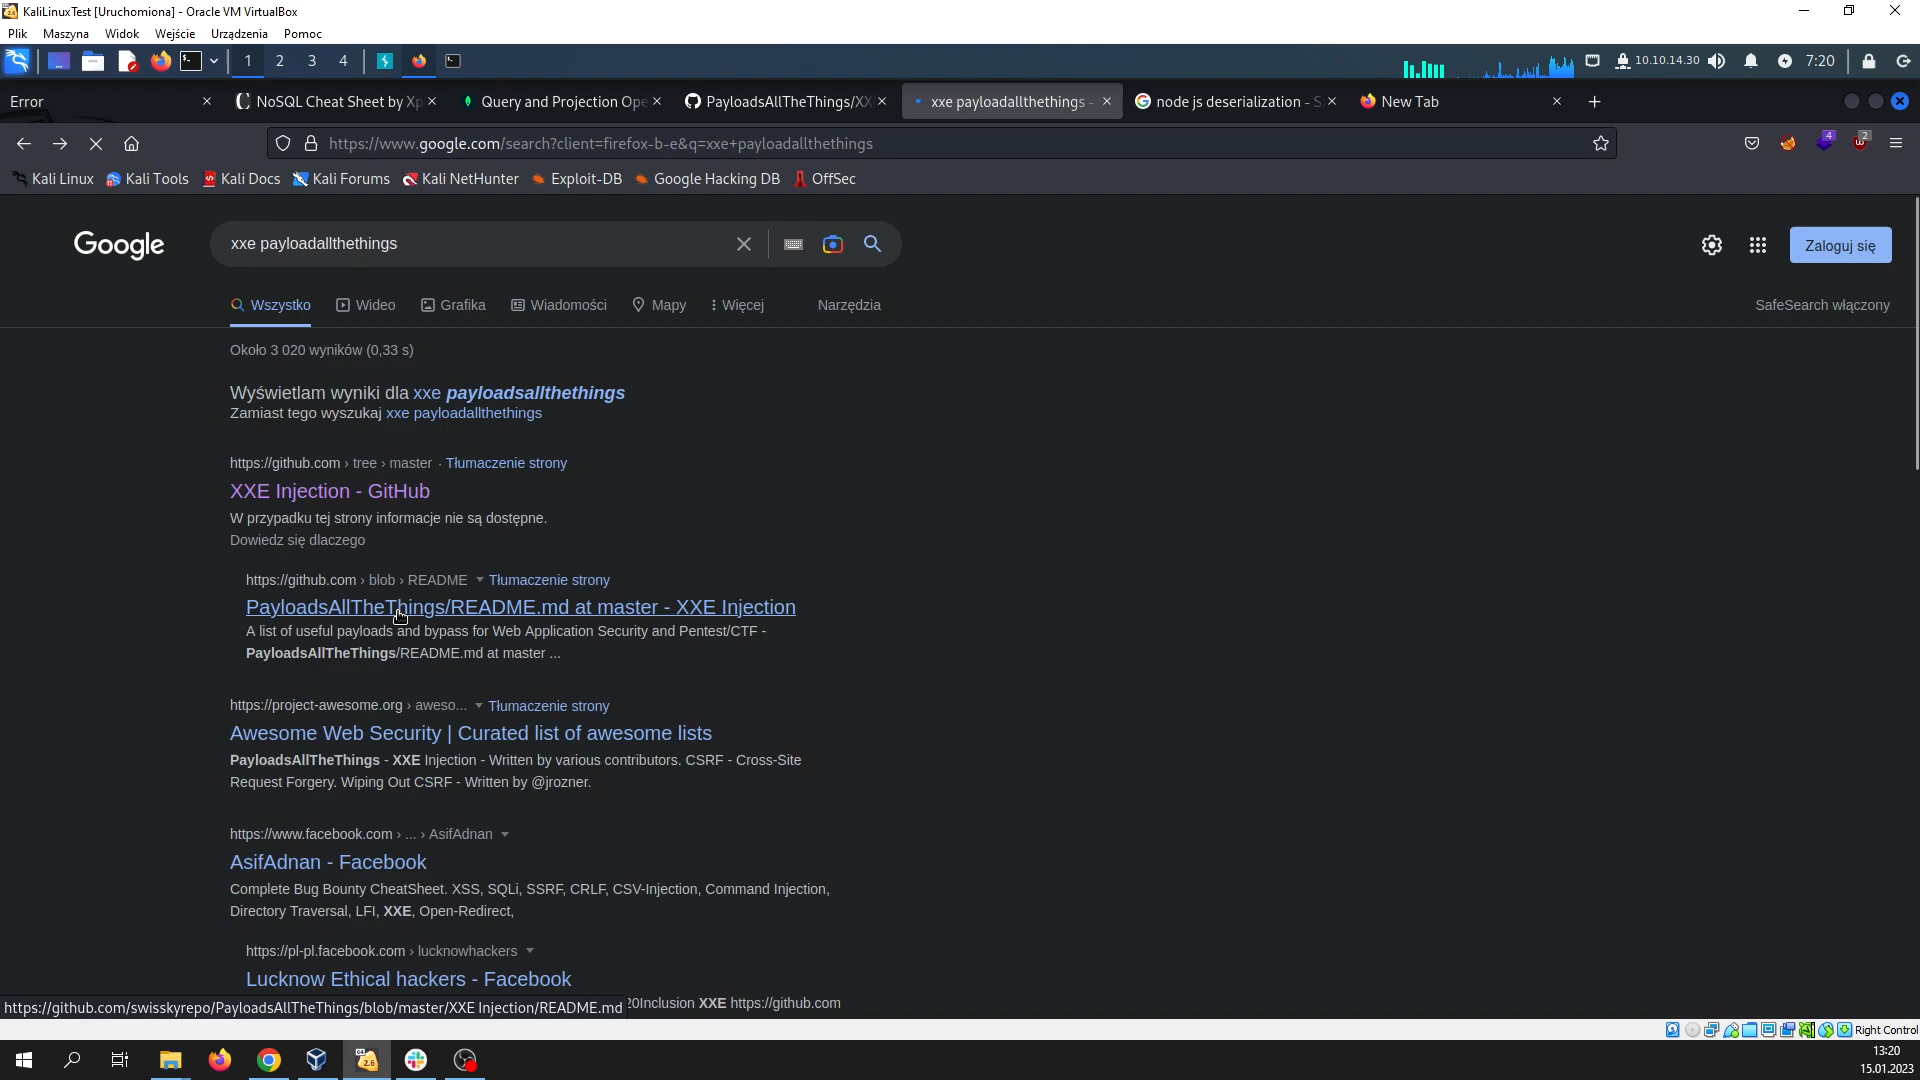 KaliLinuxTest [Uruchomiona] - Oracle VM VirtualBox
Plik Maszyna Widok Wejście Urządzenia Pomoc
1 2 3 4 10.10.14.30 7:20
Error NoSQL Cheat Sheet by Xp Query and Projection Ope PayloadsAllTheThings/XX xxe payloadallthethings - node js deserialization - S New Tab
https://www.google.com/search?client=firefox-b-e&q=xxe+payloadallthethings 4 2
Kali Linux Kali Tools Kali Docs Kali Forums Kali NetHunter Exploit-DB Google Hacking DB OffSec
Google xxe payloadallthethings Zaloguj się
Wszystko Wideo Grafika Wiadomości Mapy Więcej Narzędzia SafeSearch włączony
Około 3 020 wyników (0,33 s)
Wyświetlam wyniki dla xxe payloadsallthethings
Zamiast tego wyszukaj xxe payloadallthethings
https://github.com › tree › master · Tłumaczenie strony
XXE Injection - GitHub
W przypadku tej strony informacje nie są dostępne.
Dowiedz się dlaczego
https://github.com › blob › README Tłumaczenie strony
PayloadsAllTheThings/README.md at master - XXE Injection
A list of useful payloads and bypass for Web Application Security and Pentest/CTF -
PayloadsAllTheThings/README.md at master ...
https://project-awesome.org › aweso... Tłumaczenie strony
Awesome Web Security | Curated list of awesome lists
PayloadsAllTheThings - XXE Injection - Written by various contributors. CSRF - Cross-Site
Request Forgery. Wiping Out CSRF - Written by @jrozner.
https://www.facebook.com › ... › AsifAdnan
AsifAdnan - Facebook
Complete Bug Bounty CheatSheet. XSS, SQLi, SSRF, CRLF, CSV-Injection, Command Injection,
Directory Traversal, LFI, XXE, Open-Redirect,
https://pl-pl.facebook.com › lucknowhackers
Lucknow Ethical hackers - Facebook
20Inclusion XXE https://github.com
https://github.com/swisskyrepo/PayloadsAllTheThings/blob/master/XXE Injection/README.md
Right Control
13:20
15.01.2023